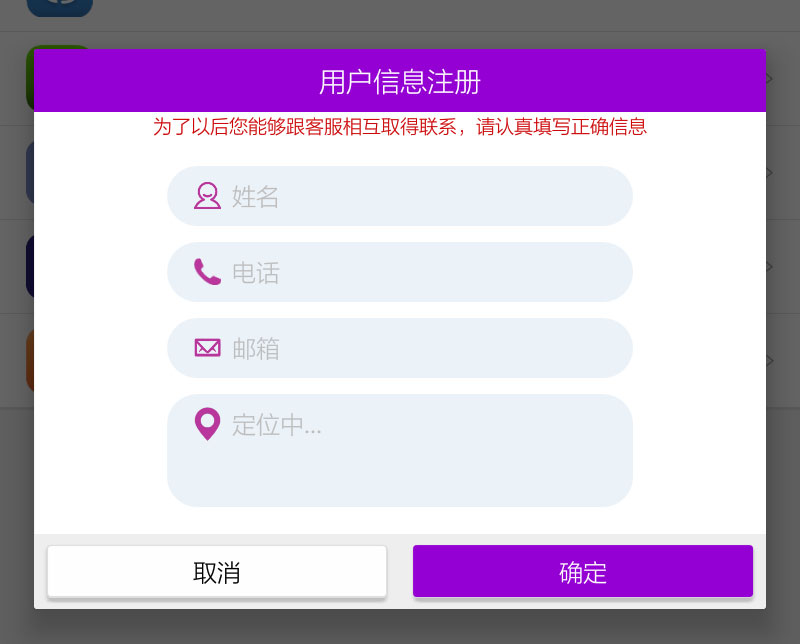 用户信息注册
为了以后您能够跟客服相互取得联系，请认真填写正确信息
姓名
电话
邮箱
定位中...
取消
确定